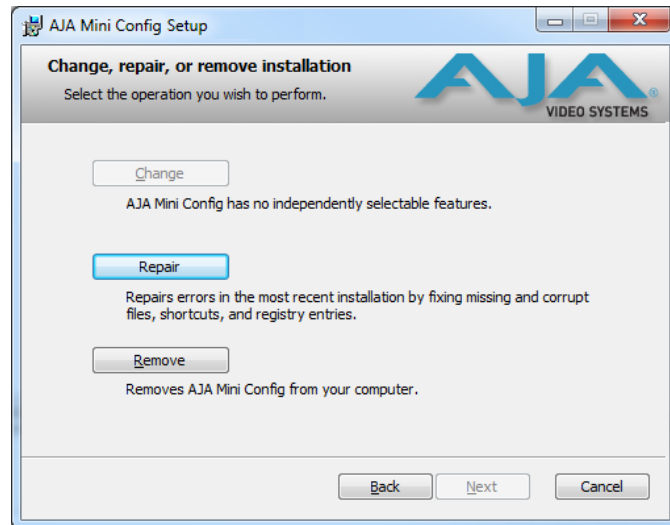 AJA Mini Config Setup
Change, repair, or remove installation
Select the operation you wish to perform.
AJA
VIDEO SYSTEMS
Change
AJA Mini Config has no independently selectable features.
Repair
Repairs errors in the most recent installation by fixing missing and corrupt
files, shortcuts, and registry entries.
Remove
Removes AJA Mini Config from your computer.
Back
Next
Cancel